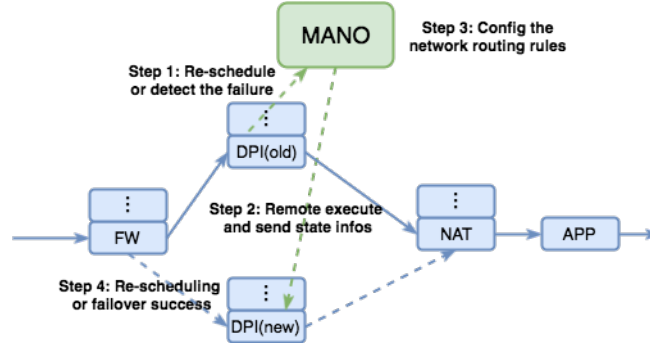 MANO
Step 3: Config the
network routing rules
Step 1: Re-schedule
or detect the failure
⋮
DPI(old)
⋮
FW
Step 2: Remote execute
and send state infos
⋮
NAT
APP
Step 4: Re-scheduling
or failover success
⋮
DPI(new)